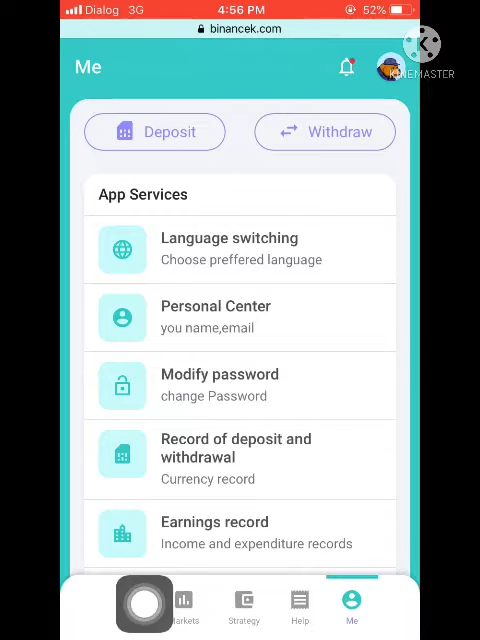 Dialog 3G 4:56 PM 52%
binancek.com
Me
KINEMASTER
Deposit Withdraw
App Services
Language switching
Choose preffered language
Personal Center
you name,email
Modify password
change Password
Record of deposit and
withdrawal
Currency record
Earnings record
Income and expenditure records
Strategy Help Me